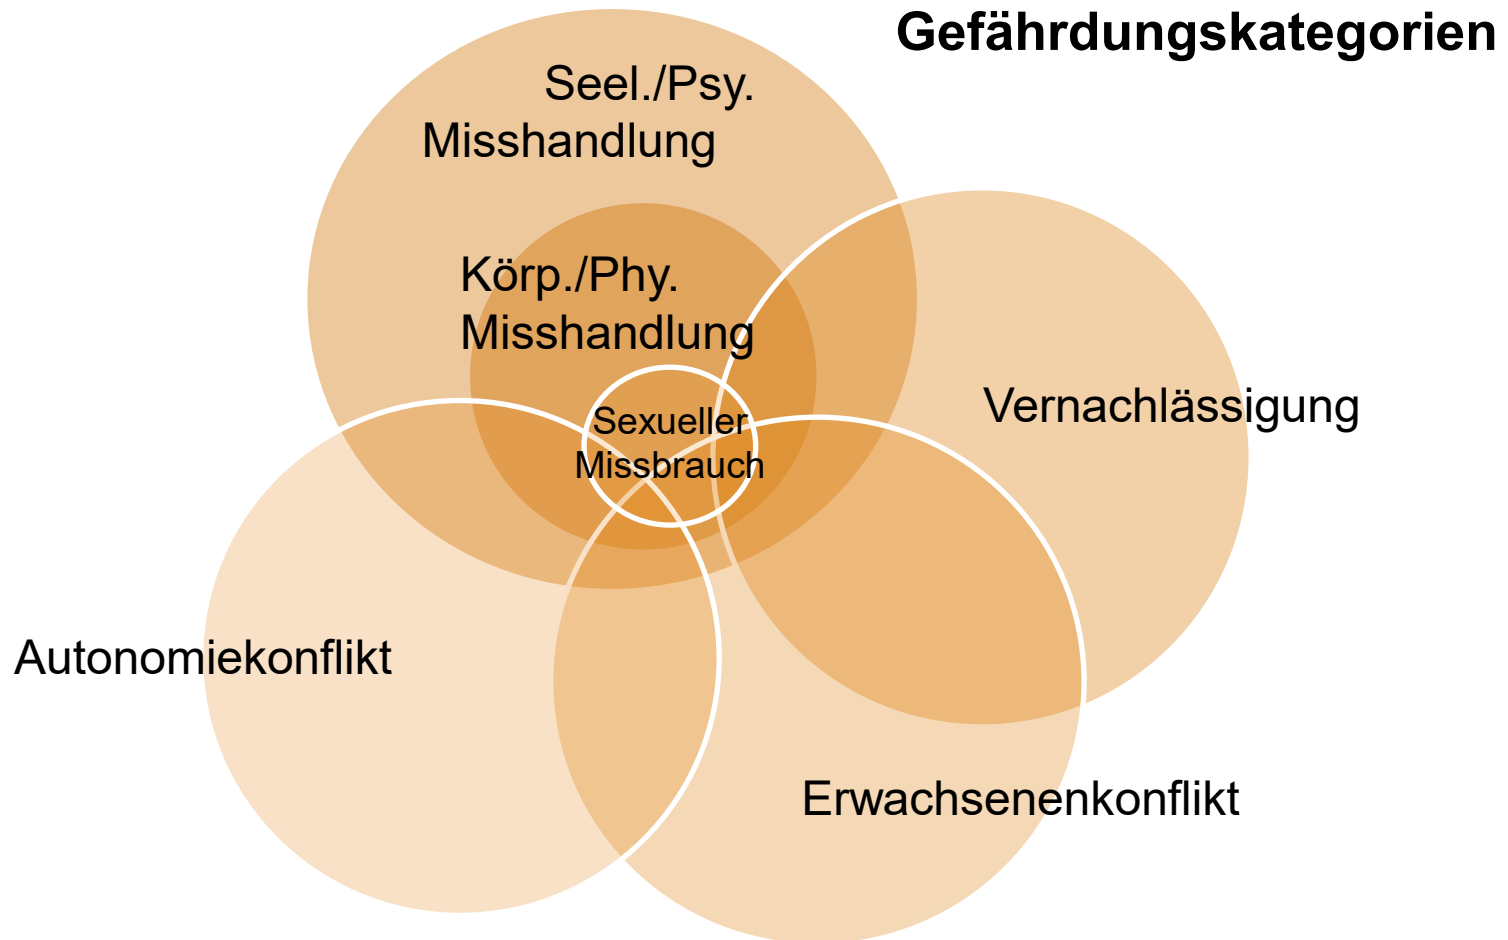 Gefährdungskategorien
Seel./Psy.
Misshandlung
Körp./Phy.
Misshandlung
Sexueller
Missbrauch
Vernachlässigung
Autonomiekonflikt
Erwachsenenkonflikt